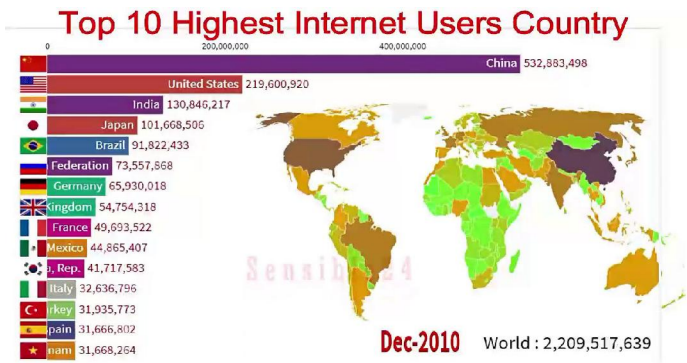 Top 10 Highest Internet Users Country
0 200,000,000 400,000,000
China 532,883,498
United States 219,600,920
India 130,846,217
Japan 101,668,506
Brazil 91,822,433
Federation 73,557,868
Germany 65,930,018
Kingdom 54,754,318
France 49,693,522
Mexico 44,865,407
, Rep. 41,717,583
Italy 32,636,796
rkey 31,935,773
pain 31,666,802
nam 31,668,264
Dec-2010 World : 2,209,517,639